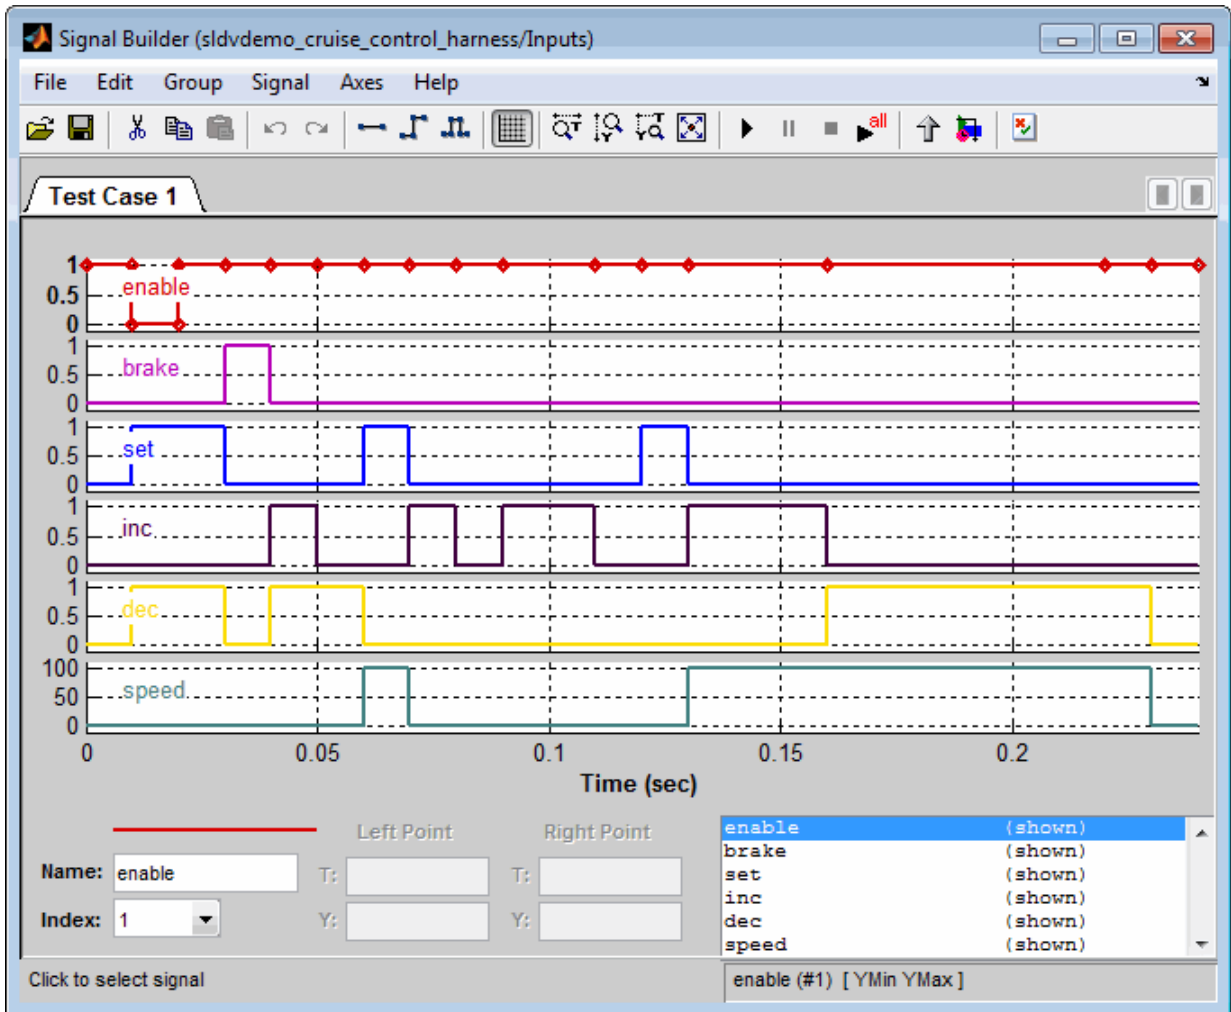 Signal Builder (sldvdemo_cruise_control_harness/Inputs)
File Edit Group Signal Axes Help
all
Test Case 1
1
enable
0.5
0
1
brake
0.5
0
1
set
0.5
0
1
inc
0.5
0
1
dec
0.5
0
100
speed
50
0
0 0.05 0.1 0.15 0.2
Time (sec)
Left Point Right Point
Name: enable T: T:
Index: 1 Y: Y:
enable (shown)
brake (shown)
set (shown)
inc (shown)
dec (shown)
speed (shown)
Click to select signal
enable (#1) [ YMin YMax ]